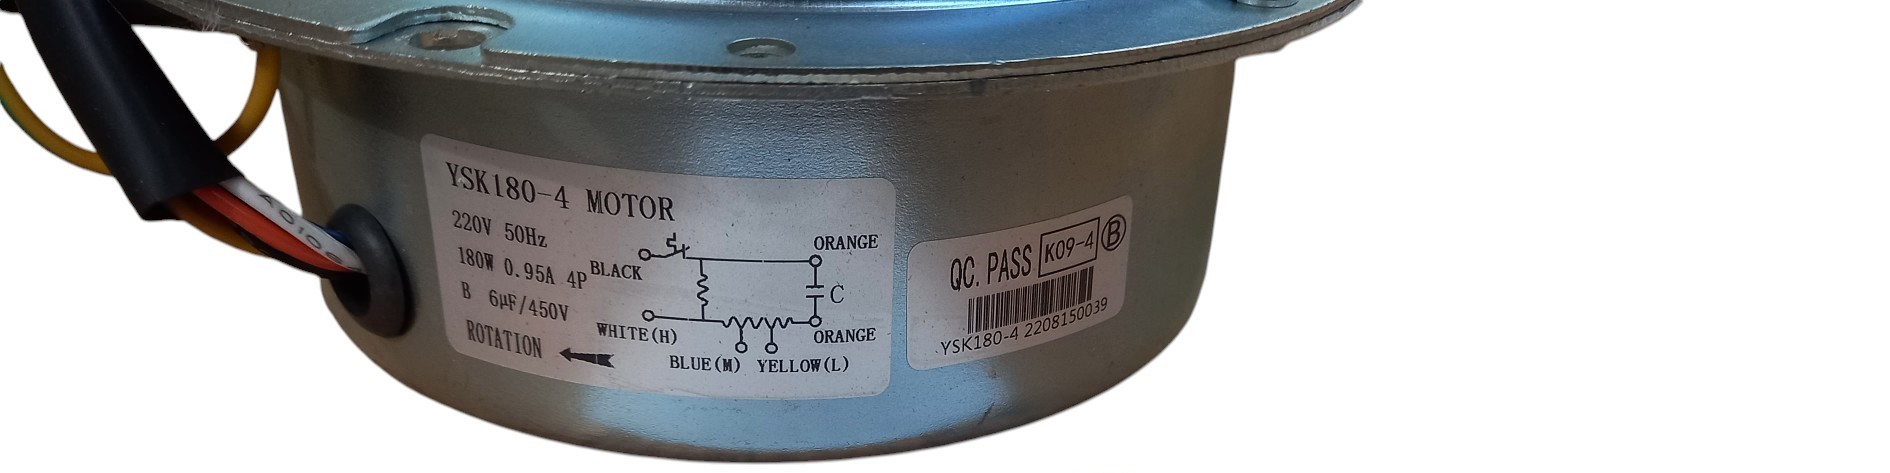 YSK180-4 MOTOR
220V 50Hz
180W 0.95A 4P
B 6µF/450V
ROTATION
BLACK
ORANGE
C
WHITE(H)
ORANGE
BLUE(M) YELLOW(L)
QC. PASS K09-4 B
YSK180-4 2208150039